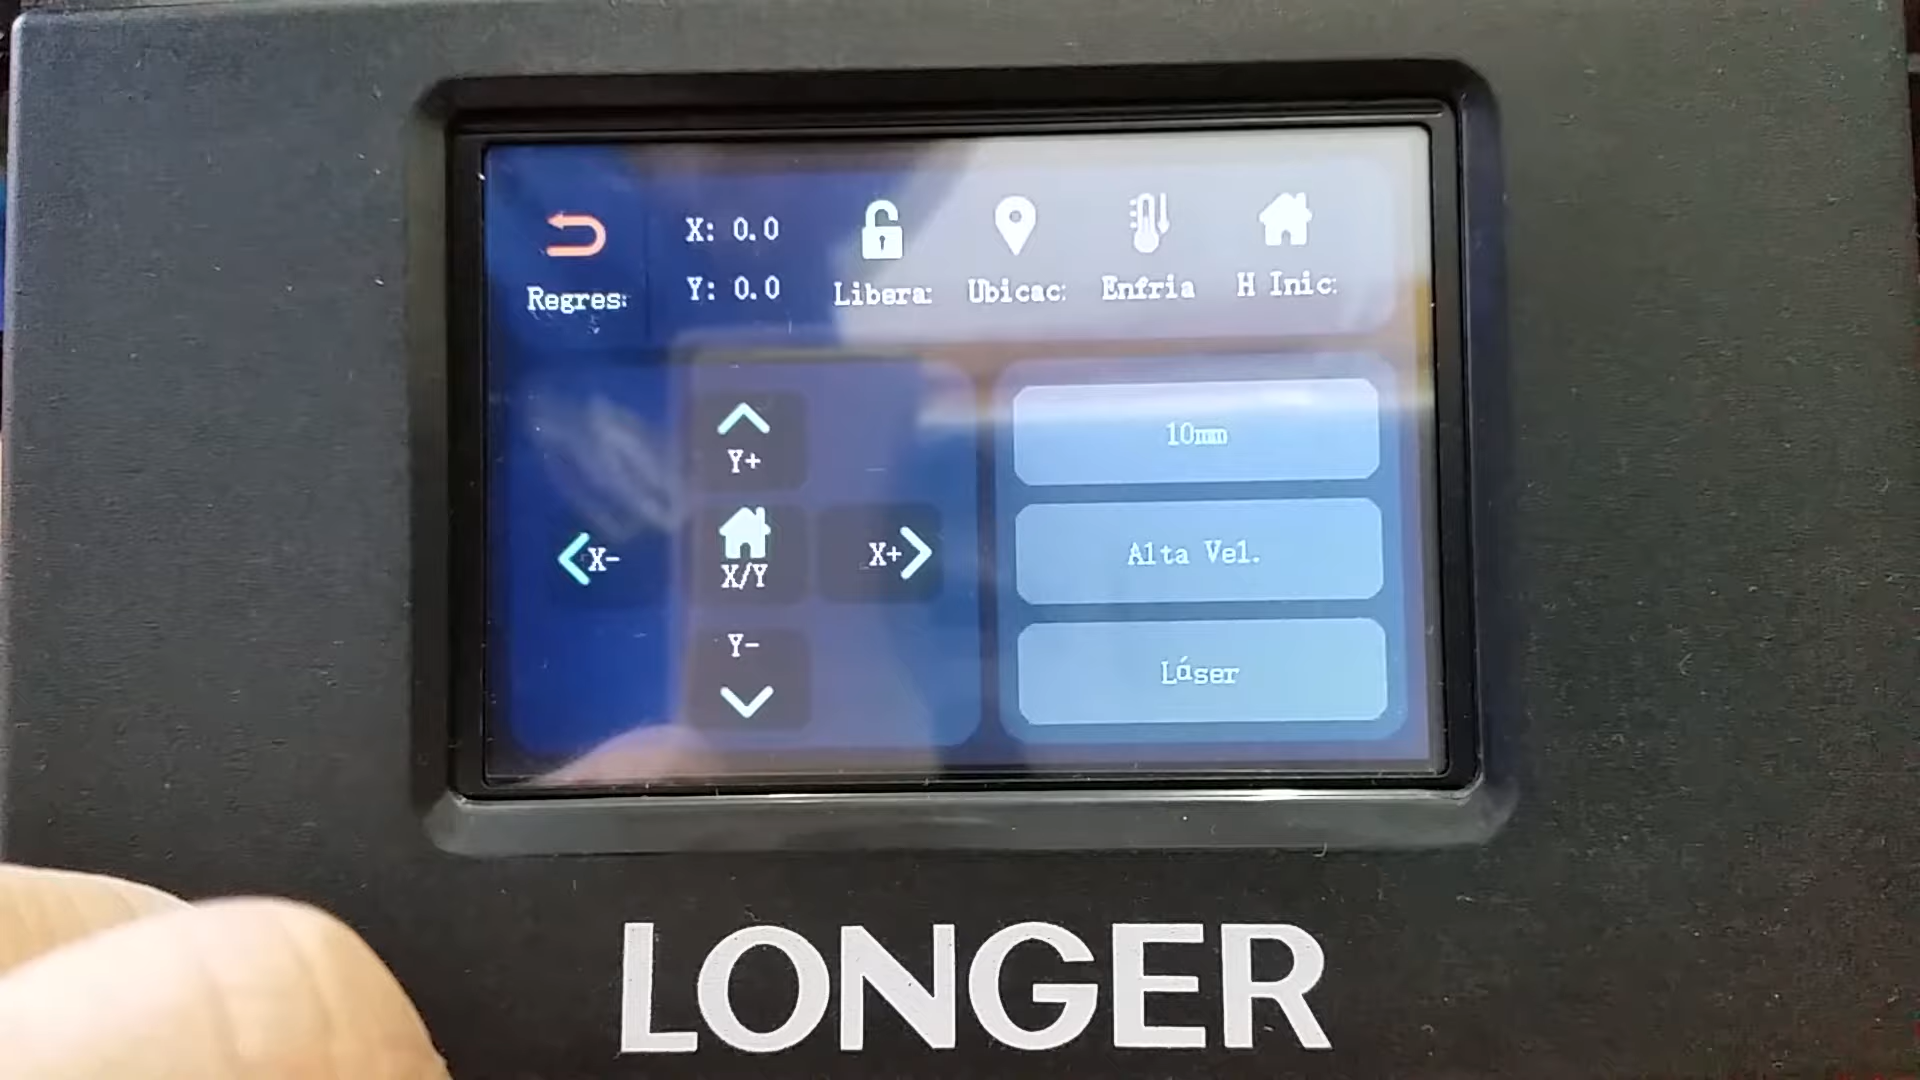 Regres:
X: 0.0
Y: 0.0
Libera:
Ubicac:
Enfria
H Inic:
Y+
X-
X/Y
X+
Y-
10mm
Alta Vel.
Láser
LONGER